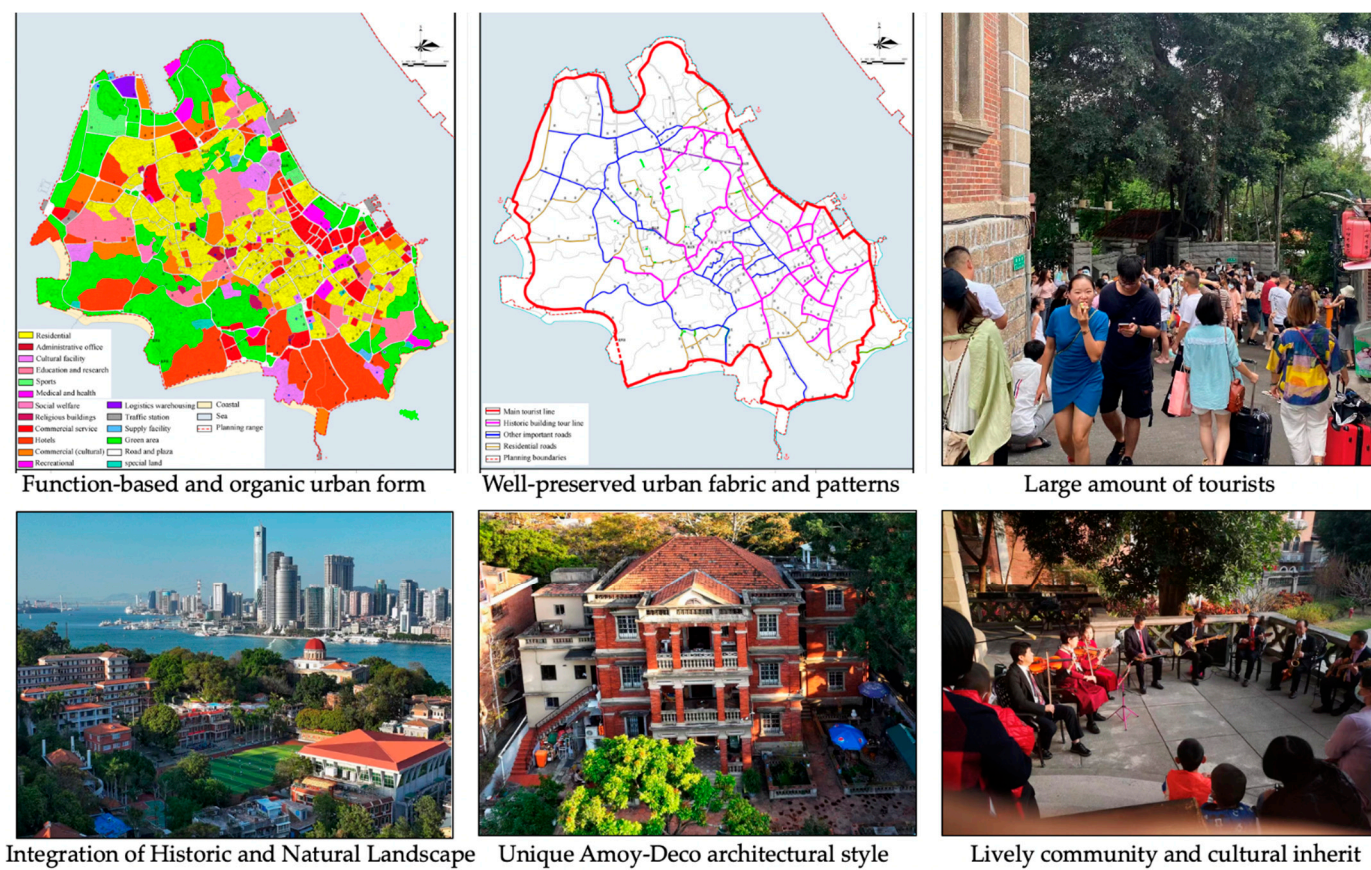 Residential
Administrative office
Cultural facility
Education and research
Sports
Medical and health
Social welfare
Religious buildings
Commercial service
Hotels
Commercial (cultural)
Recreational
Logistics warehousing
Traffic station
Supply facility
Green area
Road and plaza
special land
Coastal
Sea
Planning range
Main tourist line
Historic building tour line
Other important roads
Residential roads
Planning boundaries
Function-based and organic urban form
Well-preserved urban fabric and patterns
Large amount of tourists
Integration of Historic and Natural Landscape
Unique Amoy-Deco architectural style
Lively community and cultural inherit